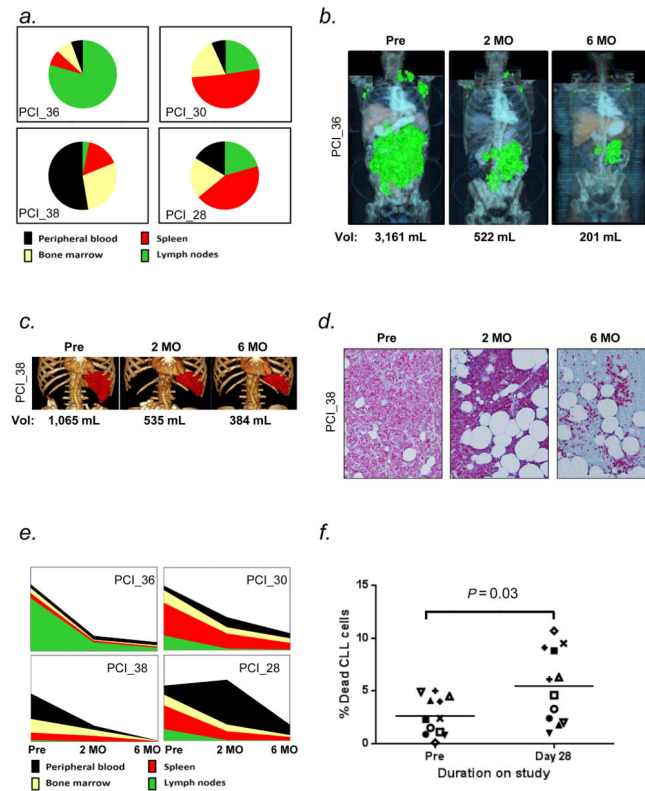 a.
PCI_36
PCI_30
PCI_38
PCI_28
Peripheral blood
Spleen
Bone marrow
Lymph nodes
b.
Pre
2 MO
6 MO
PCI_36
Vol:
3,161 mL
522 mL
201 mL
c.
Pre
2 MO
6 MO
PCI_38
Vol:
1,065 mL
535 mL
384 mL
d.
Pre
2 MO
6 MO
PCI_38
e.
PCI_36
PCI_30
PCI_38
PCI_28
Pre
2 MO
6 MO
Pre
2 MO
6 MO
Peripheral blood
Spleen
Bone marrow
Lymph nodes
f.
P = 0.03
15
10
5
0
% Dead CLL cells
Pre
Day 28
Duration on study